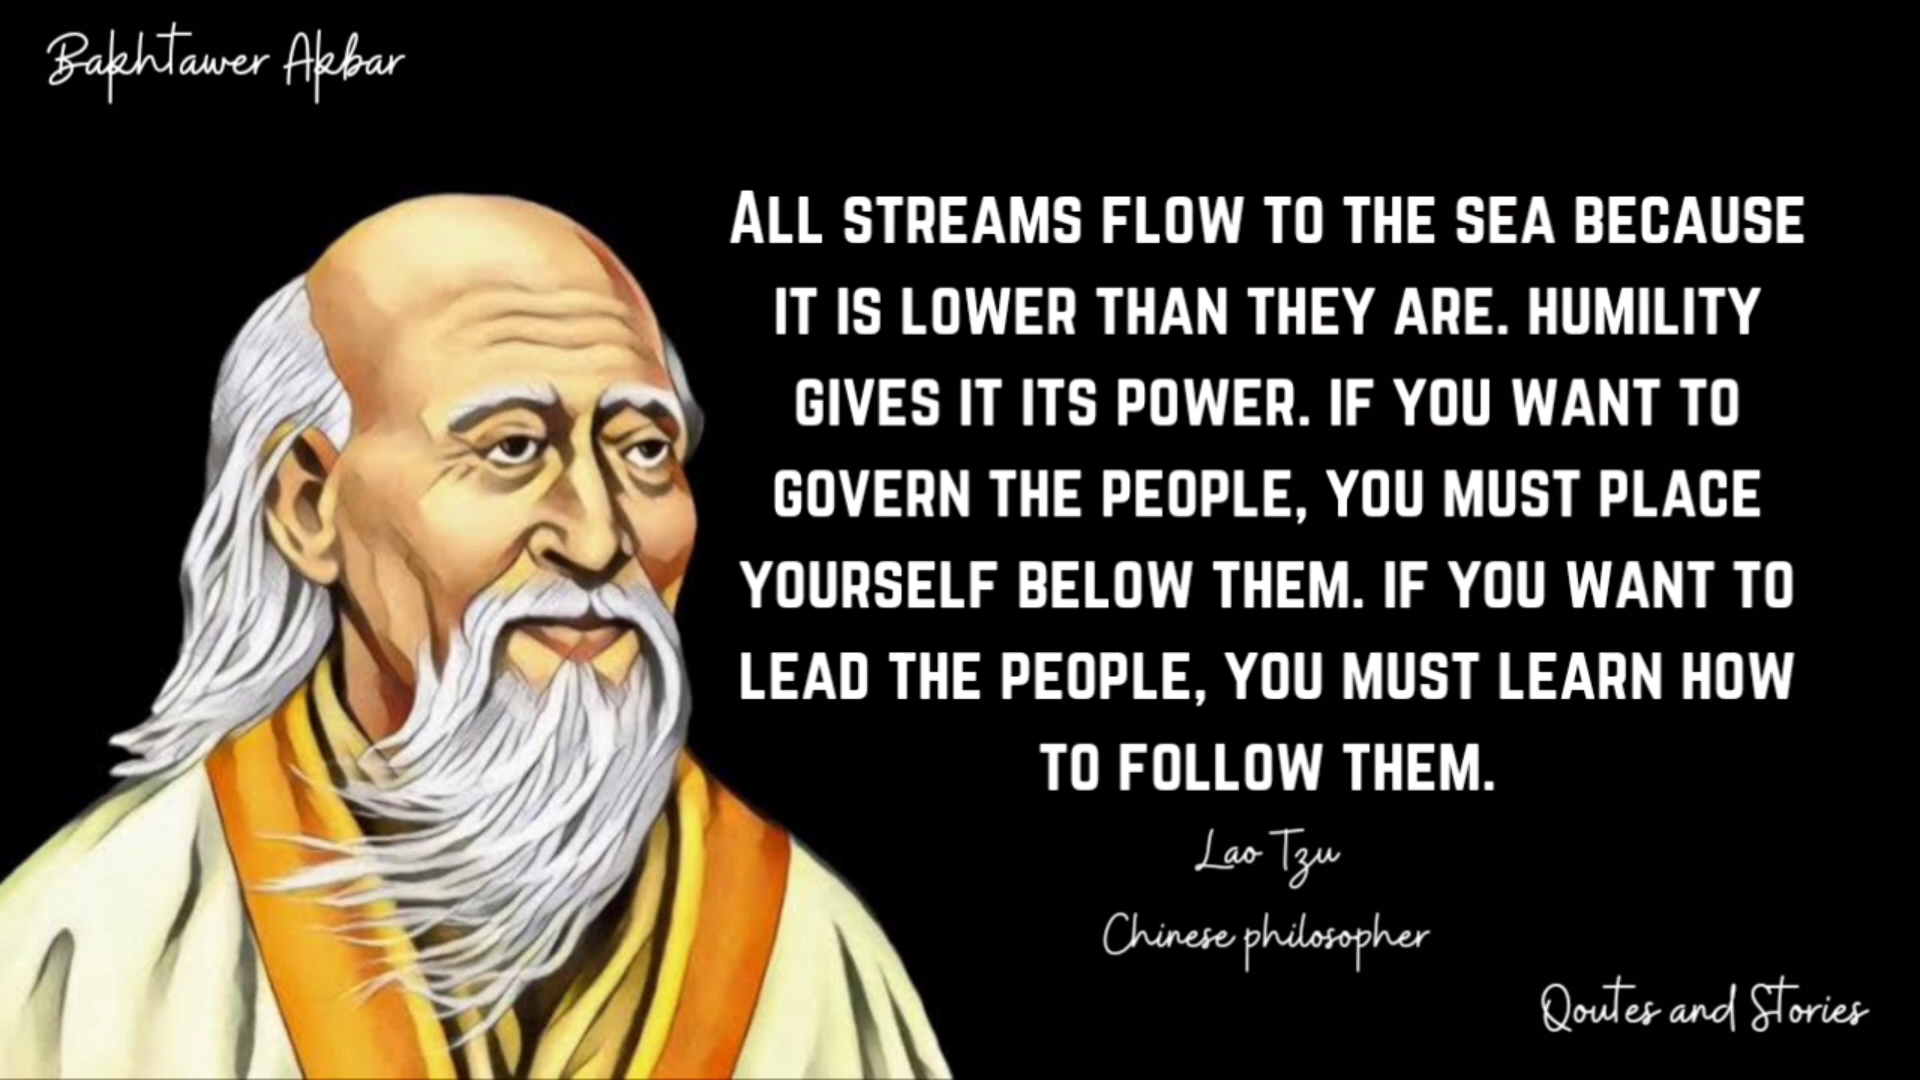 Bakhtawer Akbar
ALL STREAMS FLOW TO THE SEA BECAUSE
IT IS LOWER THAN THEY ARE. HUMILITY
GIVES IT ITS POWER. IF YOU WANT TO
GOVERN THE PEOPLE, YOU MUST PLACE
YOURSELF BELOW THEM. IF YOU WANT TO
LEAD THE PEOPLE, YOU MUST LEARN HOW
TO FOLLOW THEM.
Lao Tzu
Chinese philosopher
Qoutes and Stories